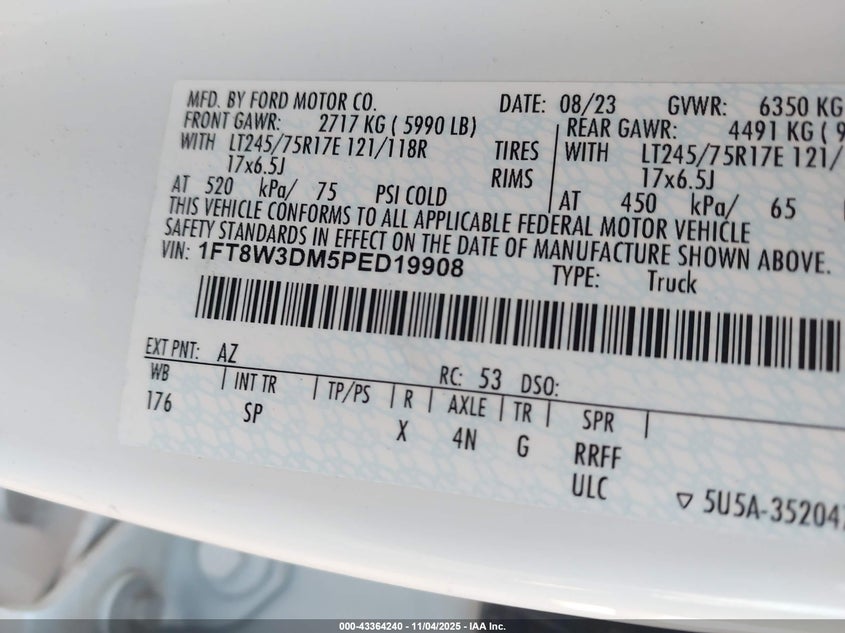 MFD. BY FORD MOTOR CO. DATE: 08/23 GVWR: 6350 KG
FRONT GAWR: 2717 KG ( 5990 LB) REAR GAWR: 4491 KG ( 9
WITH LT245/75R17E 121/118R TIRES WITH LT245/75R17E 121/
17x6.5J RIMS 17x6.5J
AT 520 kPa/ 75 PSI COLD AT 450 kPa/ 65
THIS VEHICLE CONFORMS TO ALL APPLICABLE FEDERAL MOTOR VEHICLE
SAFETY STANDARDS IN EFFECT ON THE DATE OF MANUFACTURE SHOWN ABOVE.
VIN: 1FT8W3DM5PED19908 TYPE: Truck
EXT PNT: AZ RC: 53 DSO:
WB INT TR TP/PS R AXLE TR SPR
176 SP X 4N G RRFF
ULC
5U5A-35204
000-43364240 - 11/04/2025 - IAA Inc.